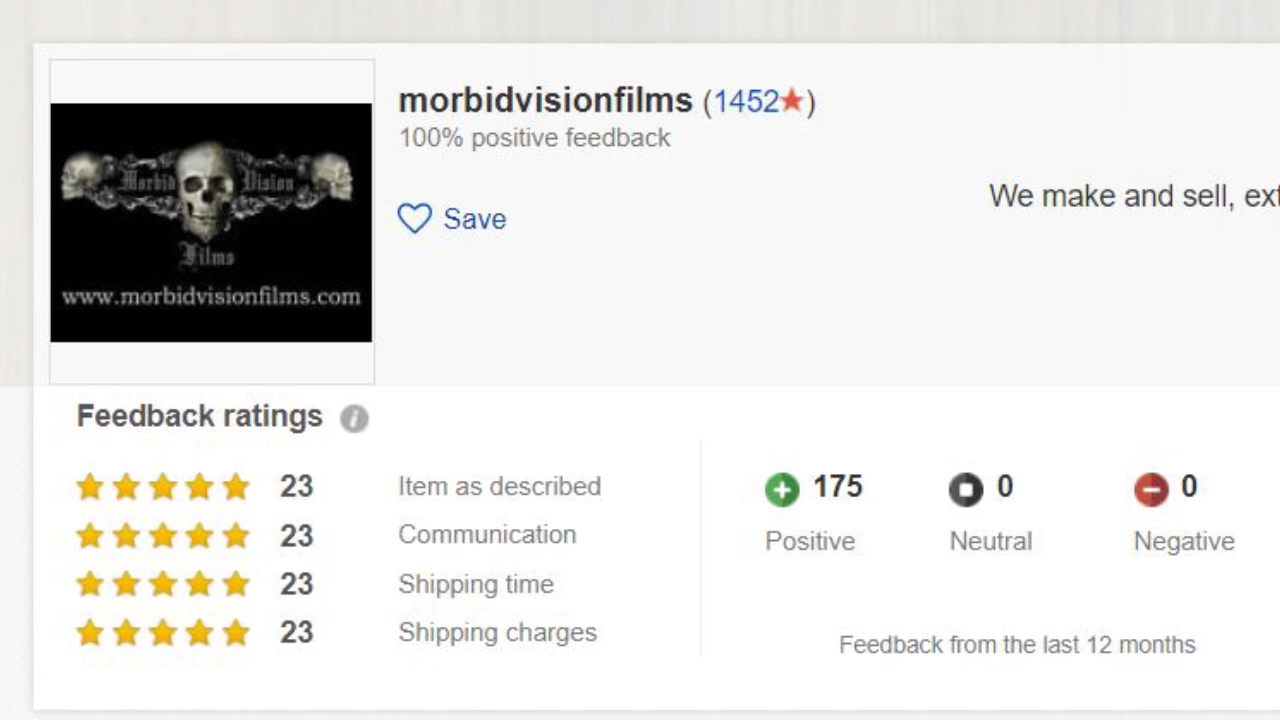 morbidvisionfilms (1452★)
100% positive feedback
Save
We make and sell, ext
Morbid Vision
Films
www.morbidvisionfilms.com
Feedback ratings i
23 Item as described
23 Communication
23 Shipping time
23 Shipping charges
175 0 0
Positive Neutral Negative
Feedback from the last 12 months